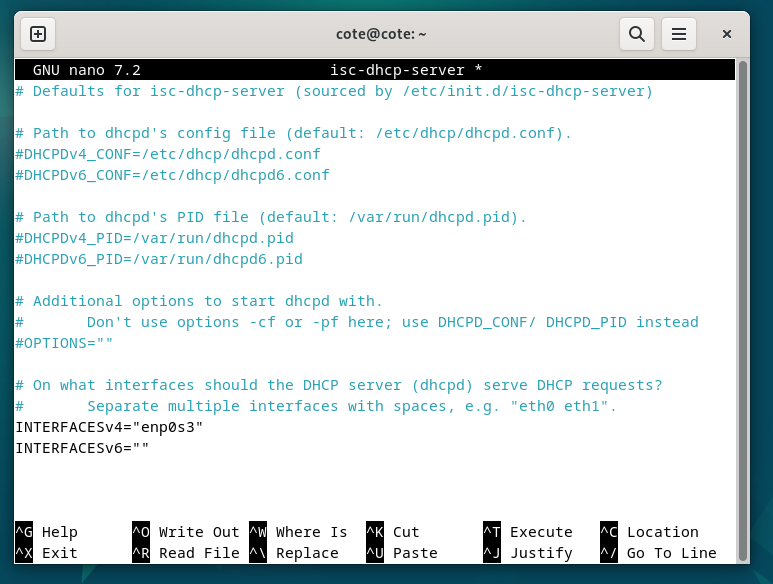 cote@cote: ~
GNU nano 7.2 isc-dhcp-server *
# Defaults for isc-dhcp-server (sourced by /etc/init.d/isc-dhcp-server)
# Path to dhcpd's config file (default: /etc/dhcp/dhcpd.conf).
#DHCPDv4_CONF=/etc/dhcp/dhcpd.conf
#DHCPDv6_CONF=/etc/dhcp/dhcpd6.conf
# Path to dhcpd's PID file (default: /var/run/dhcpd.pid).
#DHCPDv4_PID=/var/run/dhcpd.pid
#DHCPDv6_PID=/var/run/dhcpd6.pid
# Additional options to start dhcpd with.
#       Don't use options -cf or -pf here; use DHCPD_CONF/ DHCPD_PID instead
#OPTIONS=""
# On what interfaces should the DHCP server (dhcpd) serve DHCP requests?
#       Separate multiple interfaces with spaces, e.g. "eth0 eth1".
INTERFACESv4="enp0s3"
INTERFACESv6=""
^G Help ^O Write Out ^W Where Is ^K Cut ^T Execute ^C Location
^X Exit ^R Read File ^\ Replace ^U Paste ^J Justify ^/ Go To Line